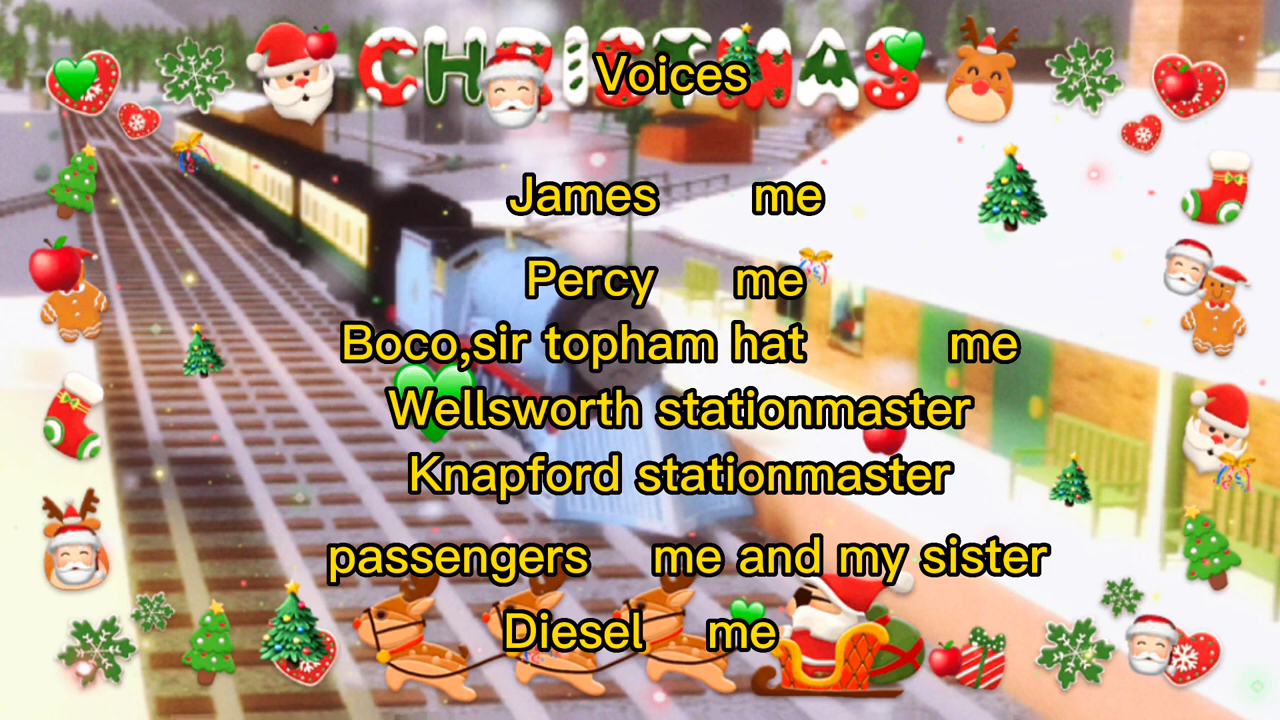 CHRISTMAS
Voices
James me
Percy me
Boco,sir topham hat me
Wellsworth stationmaster
Knapford stationmaster
passengers me and my sister
Diesel me